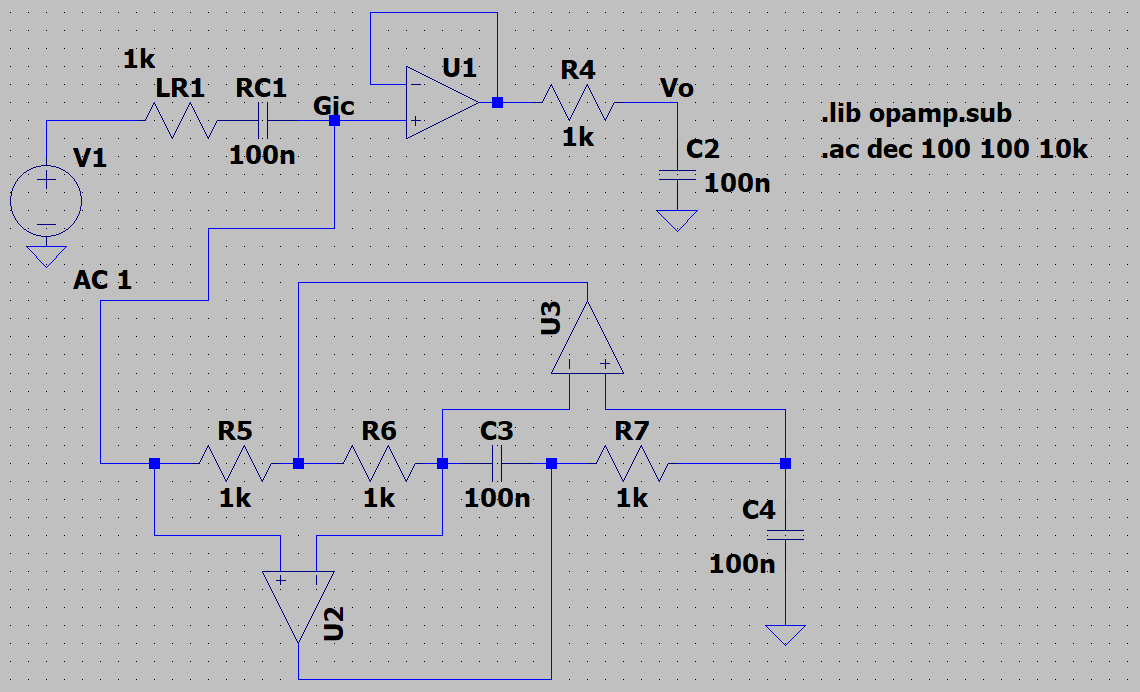 1k
LR1 RC1
Gic
100n
V1
AC 1
U1
R4
1k
Vo
C2
100n
.lib opamp.sub
.ac dec 100 100 10k
U3
R5
1k
R6
1k
C3
100n
R7
1k
C4
100n
U2